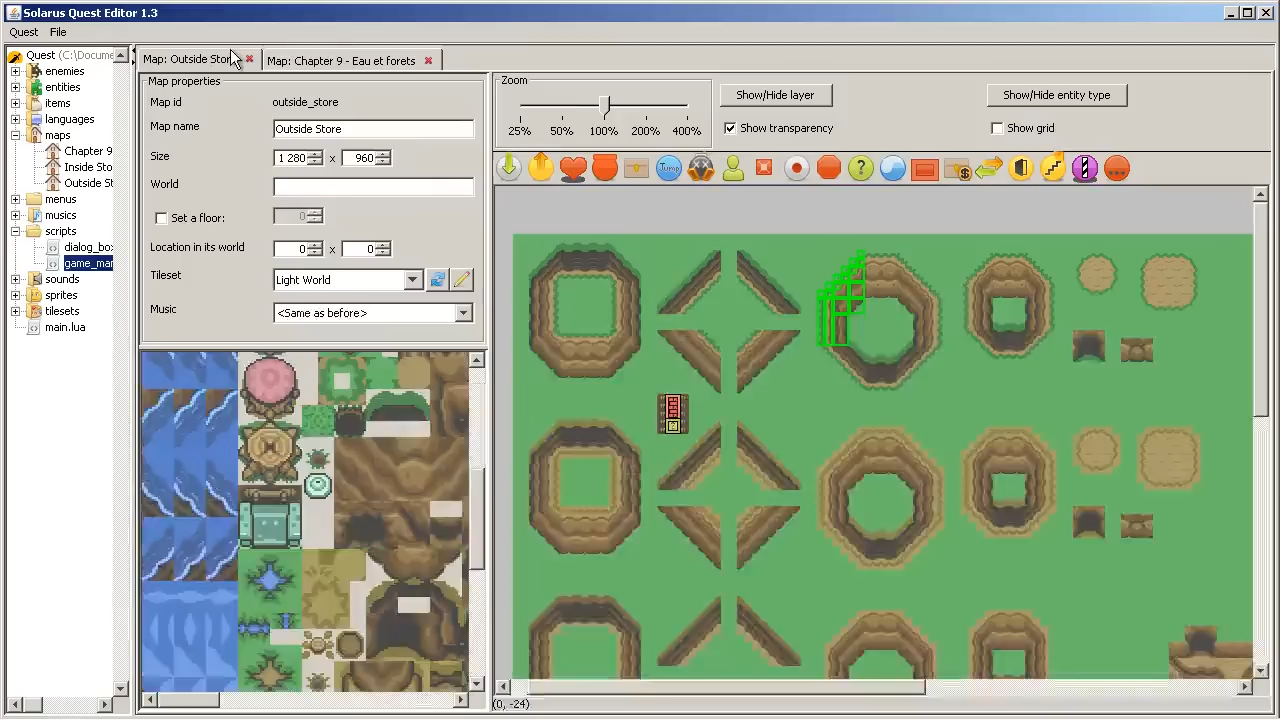 Solarus Quest Editor 1.3
Quest File
Quest (C:\Docume
enemies
entities
items
languages
maps
Chapter 9
Inside Sto
Outside St
menus
musics
scripts
dialog_bo
game_mar
sounds
sprites
tilesets
main.lua
Map: Outside Stor
Map: Chapter 9 - Eau et forets
Map properties
Map id outside_store
Map name Outside Store
Size 1 280 x 960
World
Set a floor: 0
Location in its world 0 x 0
Tileset Light World
Music <Same as before>
Zoom
25% 50% 100% 200% 400%
Show/Hide layer
Show transparency
Show/Hide entity type
Show grid
Jump
?
$
(0, -24)